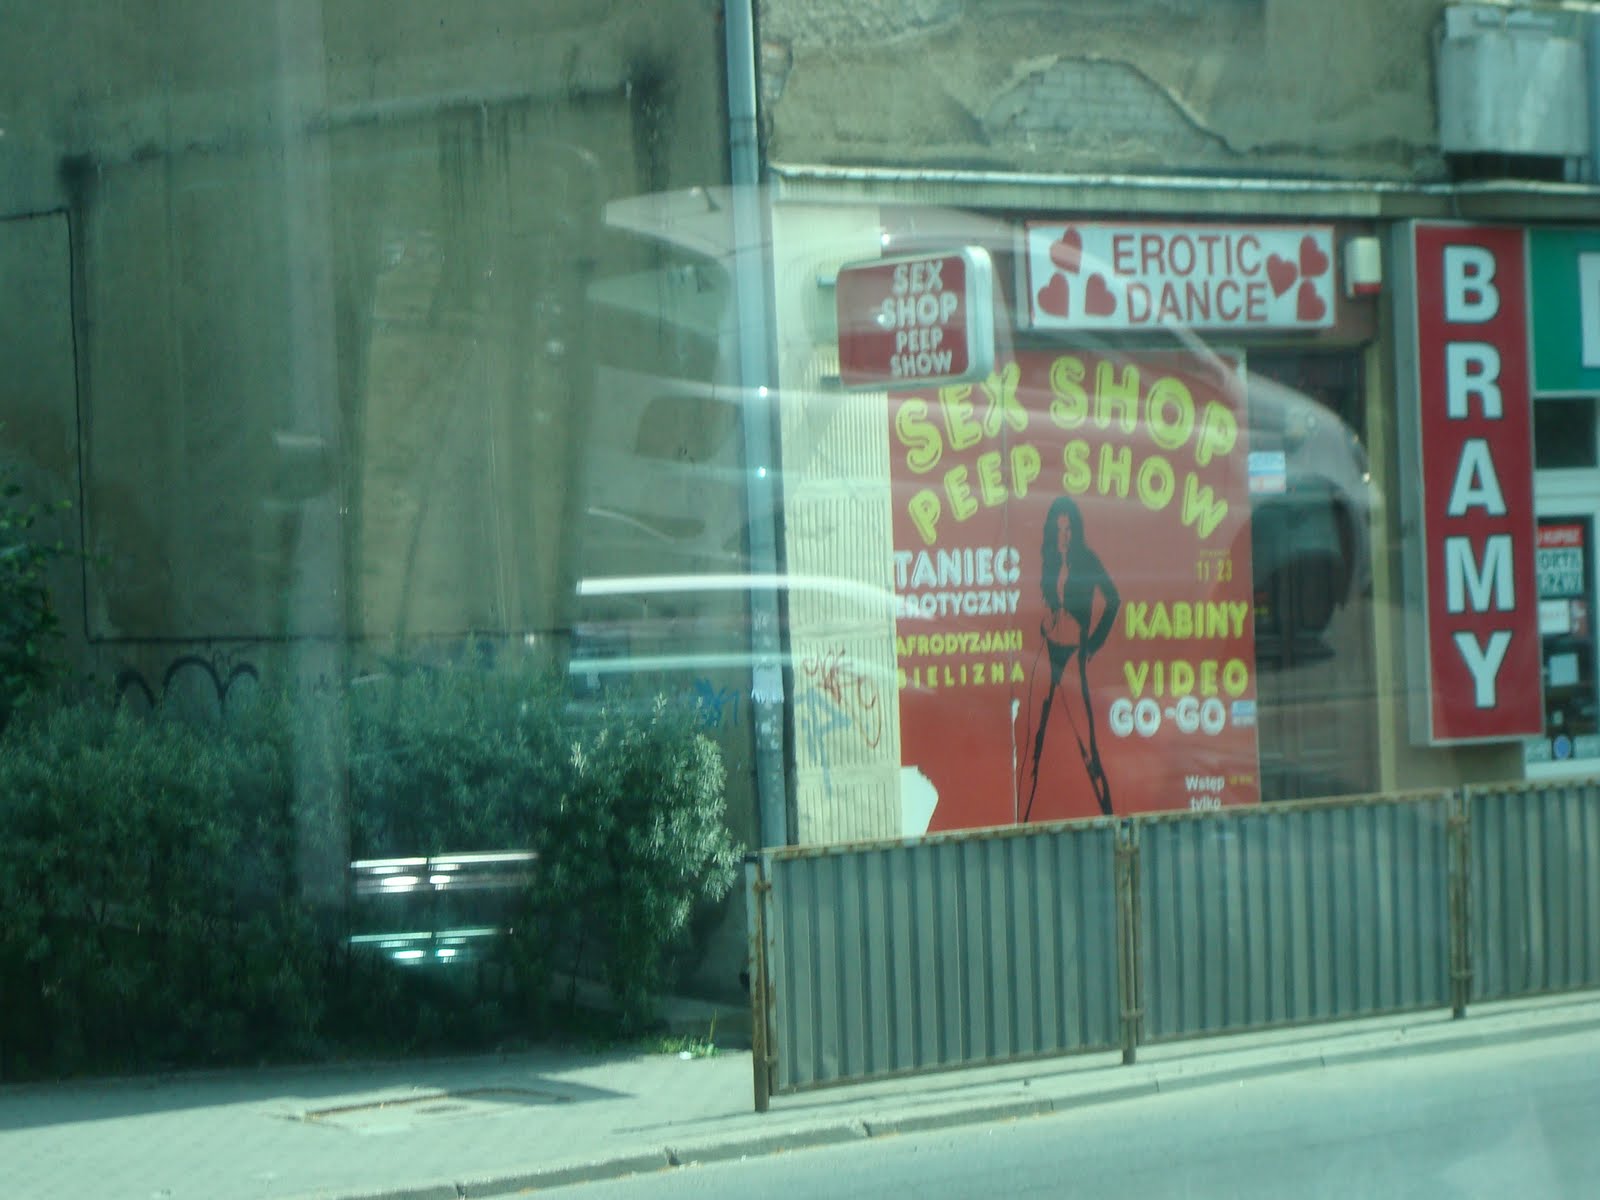 EROTIC
DANCE
SEX
SHOP
PEEP
SHOW
SEX SHOP
PEEP SHOW
TANIEC
EROTYCZNY
AFRODYZJAKI
BIELIZNA
11 23
KABINY
VIDEO
GO-GO
Wstęp
tylko
BRAMY